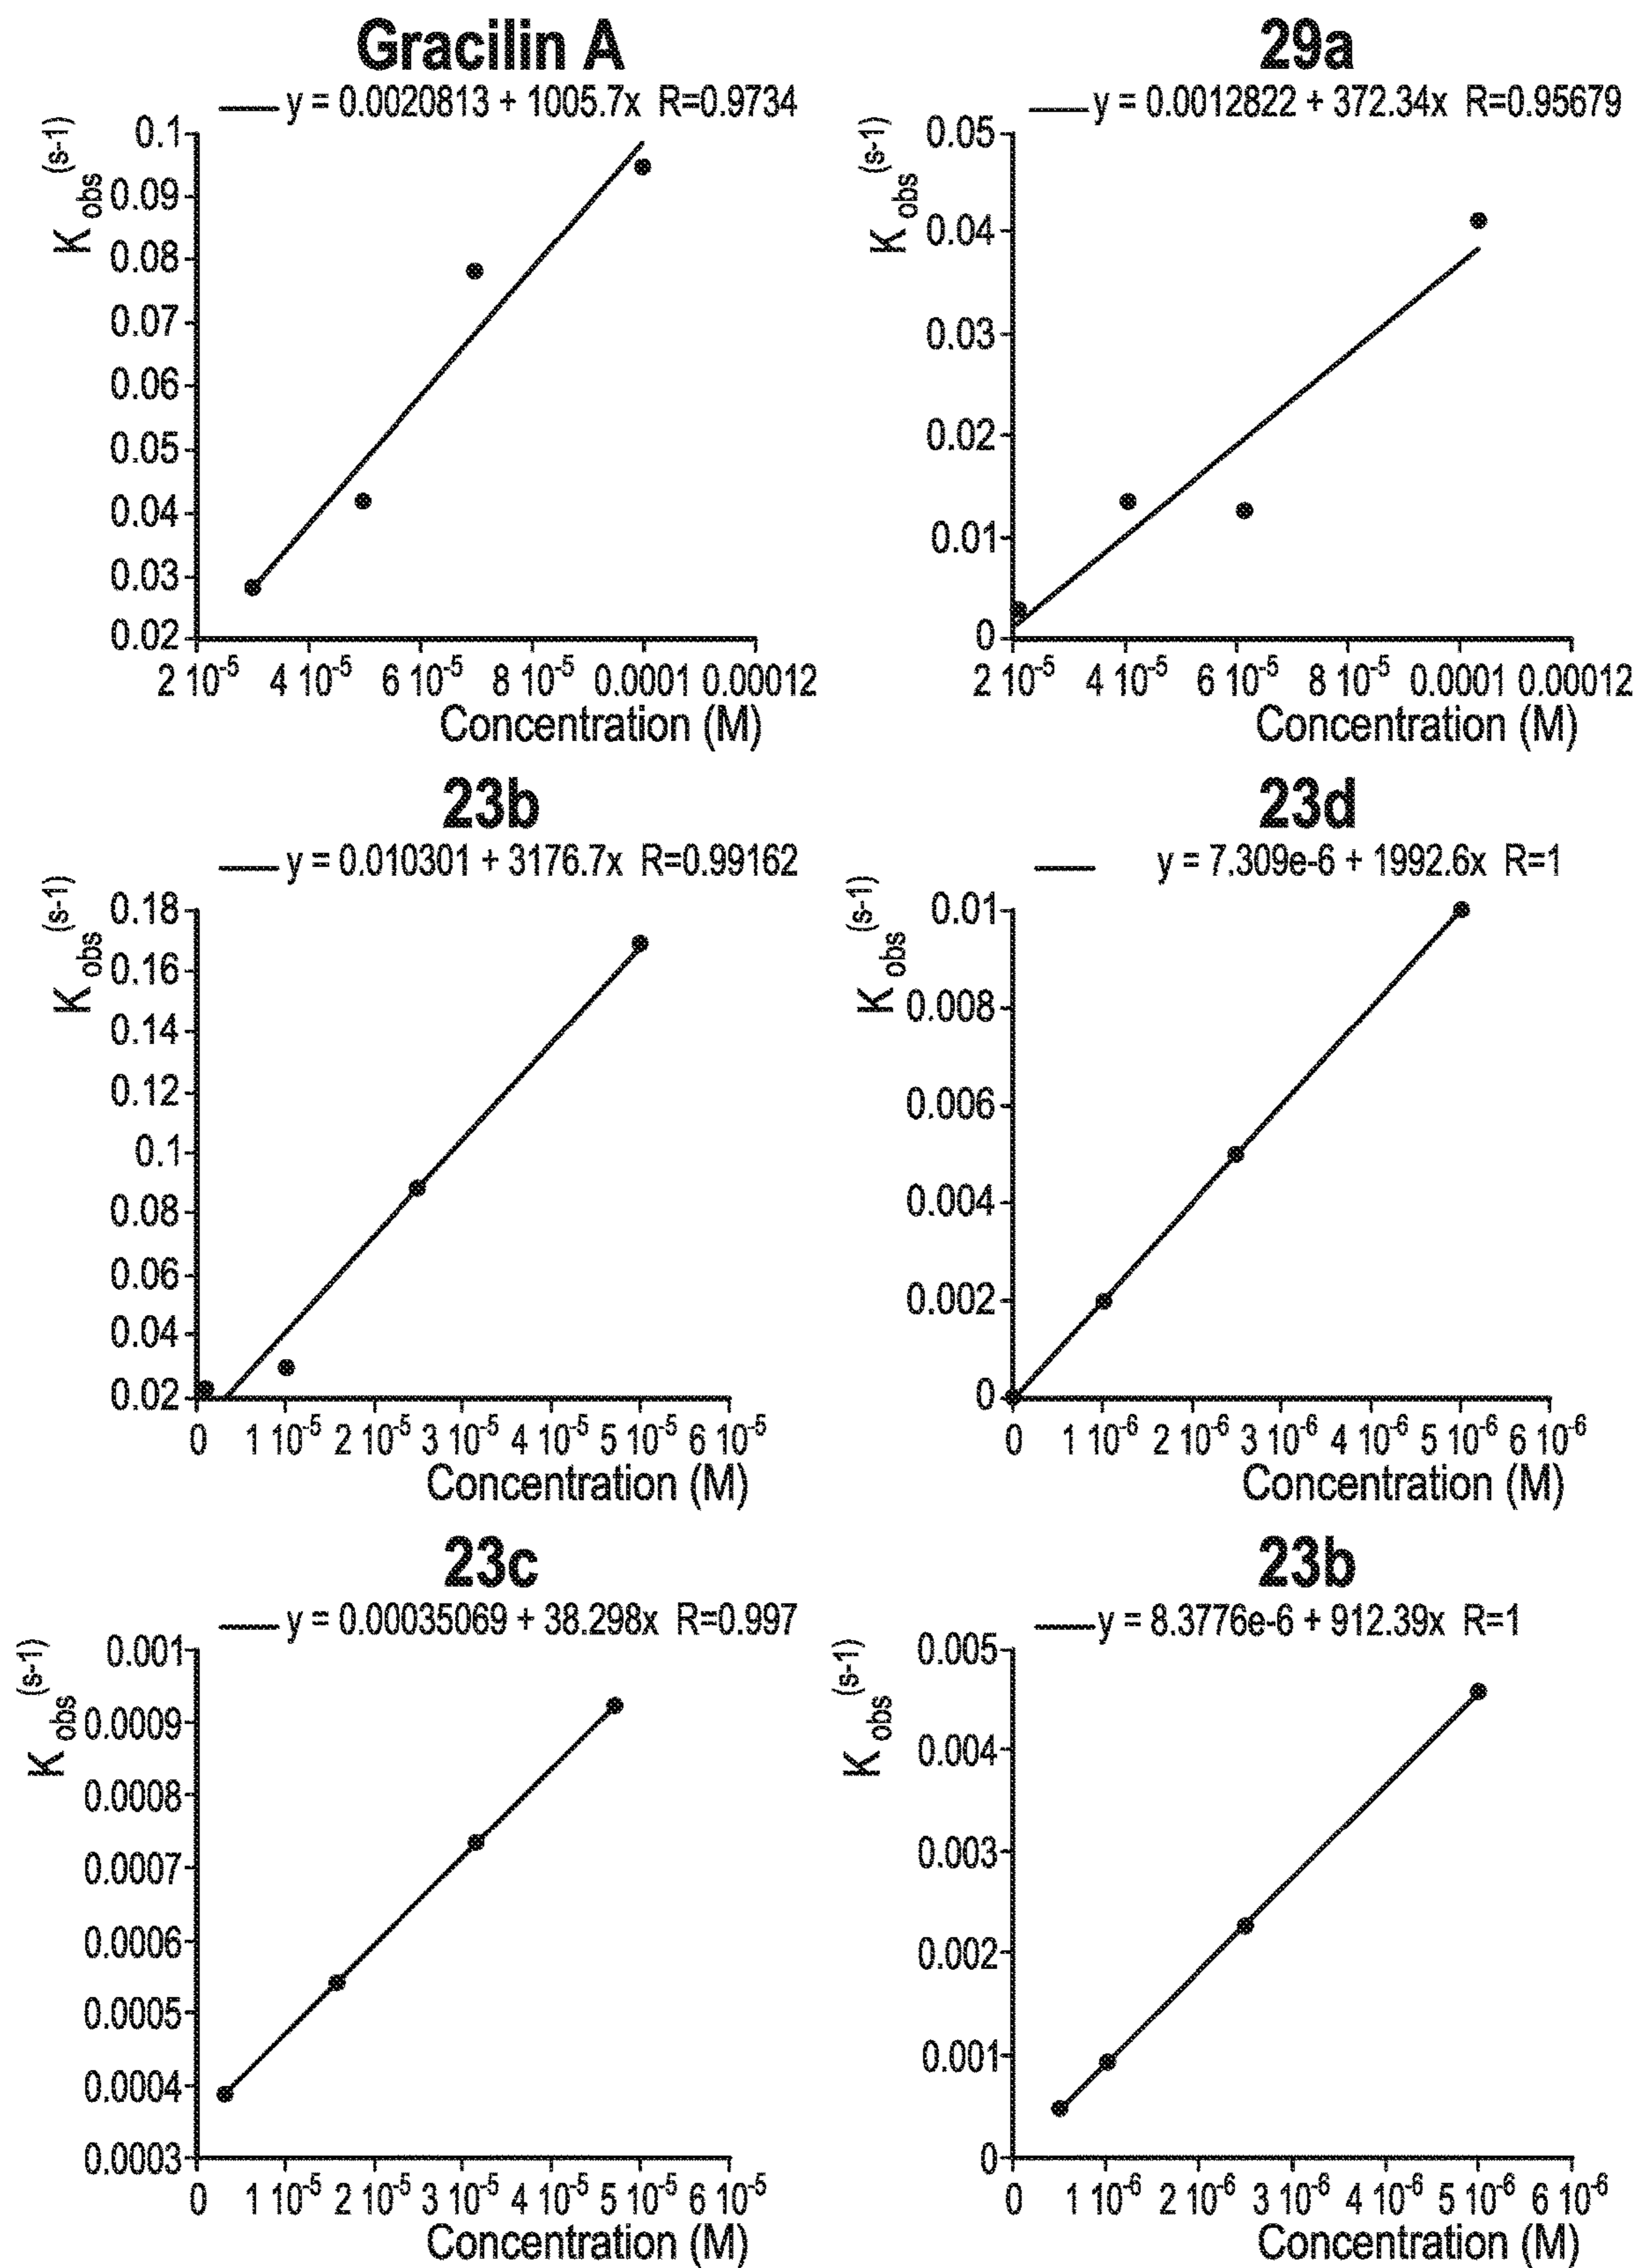 Gracilin A
y = 0.0020813 + 1005.7x R=0.9734
K obs (s-1)
0.1
0.09
0.08
0.07
0.06
0.05
0.04
0.03
0.02
2 10-5 4 10-5 6 10-5 8 10-5 0.0001 0.00012
Concentration (M)
29a
y = 0.0012822 + 372.34x R=0.95679
K obs (s-1)
0.05
0.04
0.03
0.02
0.01
0
2 10-5 4 10-5 6 10-5 8 10-5 0.0001 0.00012
Concentration (M)
23b
y = 0.010301 + 3176.7x R=0.99162
K obs (s-1)
0.18
0.16
0.14
0.12
0.1
0.08
0.06
0.04
0.02
0 1 10-5 2 10-5 3 10-5 4 10-5 5 10-5 6 10-5
Concentration (M)
23d
y = 7.309e-6 + 1992.6x R=1
K obs (s-1)
0.01
0.008
0.006
0.004
0.002
0
0 1 10-6 2 10-6 3 10-6 4 10-6 5 10-6 6 10-6
Concentration (M)
23c
y = 0.00035069 + 38.298x R=0.997
K obs (s-1)
0.001
0.0009
0.0008
0.0007
0.0006
0.0005
0.0004
0.0003
0 1 10-5 2 10-5 3 10-5 4 10-5 5 10-5 6 10-5
Concentration (M)
23b
y = 8.3776e-6 + 912.39x R=1
K obs (s-1)
0.005
0.004
0.003
0.002
0.001
0
0 1 10-6 2 10-6 3 10-6 4 10-6 5 10-6 6 10-6
Concentration (M)